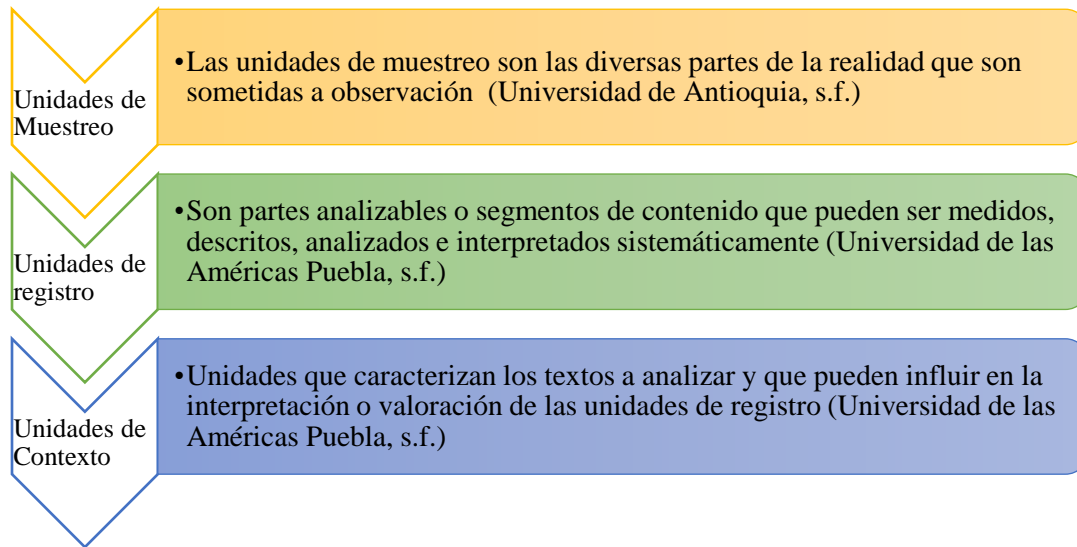 Unidades de
Muestreo
•Las unidades de muestreo son las diversas partes de la realidad que son
sometidas a observación (Universidad de Antioquia, s.f.)
Unidades de
registro
•Son partes analizables o segmentos de contenido que pueden ser medidos,
descritos, analizados e interpretados sistemáticamente (Universidad de las
Américas Puebla, s.f.)
Unidades de
Contexto
•Unidades que caracterizan los textos a analizar y que pueden influir en la
interpretación o valoración de las unidades de registro (Universidad de las
Américas Puebla, s.f.)